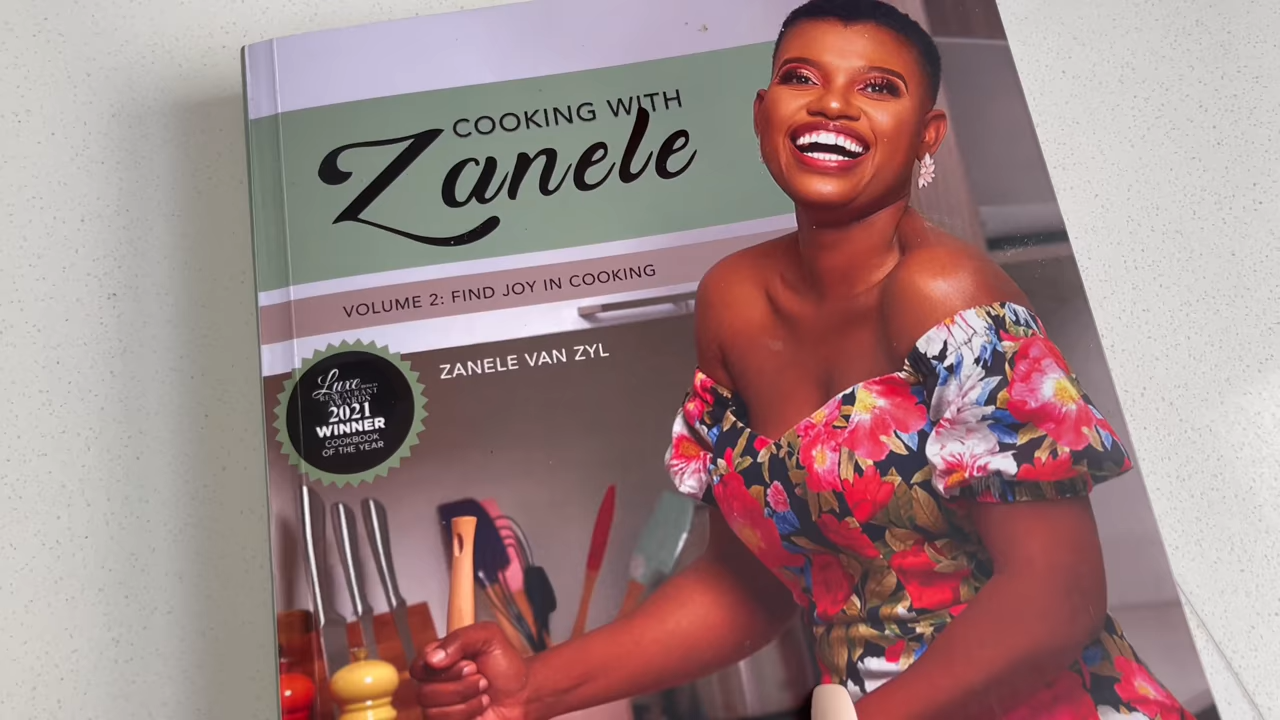 COOKING WITH
Zanele
VOLUME 2: FIND JOY IN COOKING
ZANELE VAN ZYL
Luxe
RESTAURANT
AWARDS
2021
WINNER
COOKBOOK
OF THE YEAR